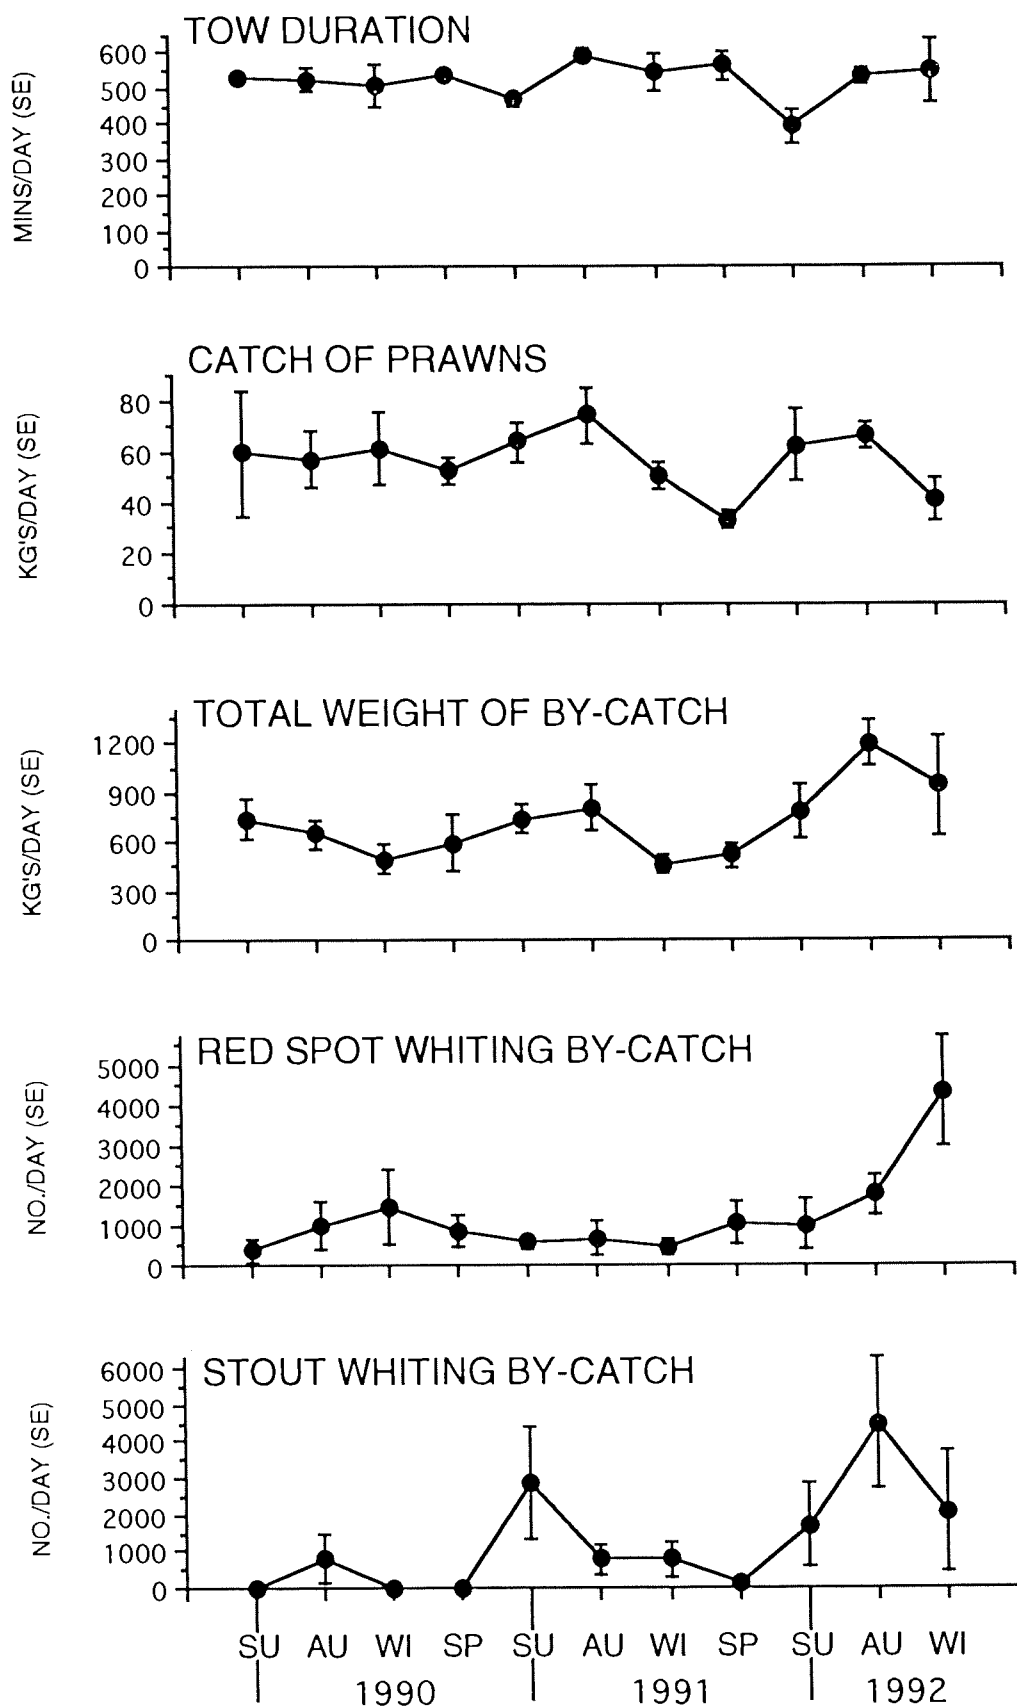 TOW DURATION
MINS/DAY (SE)
600
500
400
300
200
100
0
CATCH OF PRAWNS
KG'S/DAY (SE)
80
60
40
20
0
TOTAL WEIGHT OF BY-CATCH
KG'S/DAY (SE)
1200
900
600
300
0
RED SPOT WHITING BY-CATCH
NO./DAY (SE)
5000
4000
3000
2000
1000
0
STOUT WHITING BY-CATCH
NO./DAY (SE)
6000
5000
4000
3000
2000
1000
0
SU AU WI SP SU AU WI SP SU AU WI
1990 1991 1992